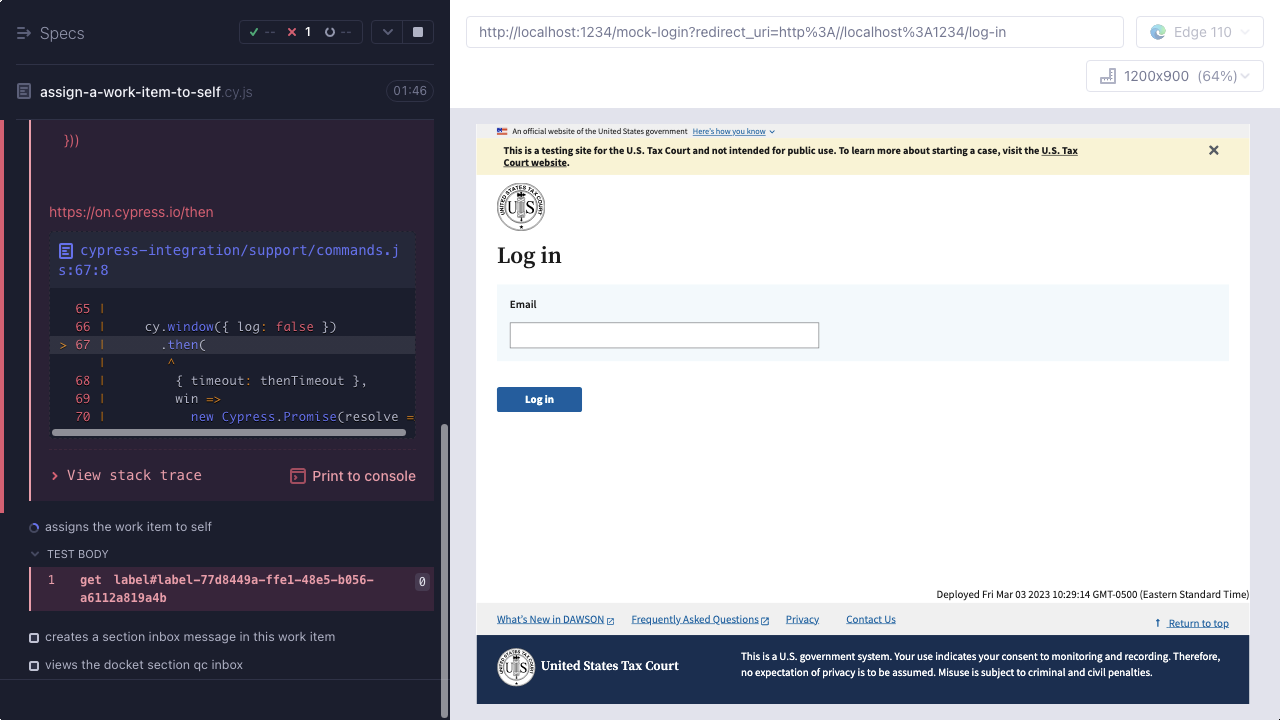 Specs
-- 1 --
assign-a-work-item-to-self.cy.js 01:46
}))
https://on.cypress.io/then
cypress-integration/support/commands.j
s:67:8
65 |
66 | cy.window({ log: false })
> 67 | .then(
| ^
68 | { timeout: thenTimeout },
69 | win =>
70 | new Cypress.Promise(resolve =
> View stack trace
Print to console
assigns the work item to self
TEST BODY
1 get label#label-77d8449a-ffe1-48e5-b056-
a6112a819a4b 0
creates a section inbox message in this work item
views the docket section qc inbox
http://localhost:1234/mock-login?redirect_uri=http%3A//localhost%3A1234/log-in
Edge 110
1200x900 (64%)
An official website of the United States government Here's how you know
This is a testing site for the U.S. Tax Court and not intended for public use. To learn more about starting a case, visit the U.S. Tax
Court website.
UNITED STATES TAX COURT
US
Log in
Email
Log in
Deployed Fri Mar 03 2023 10:29:14 GMT-0500 (Eastern Standard Time)
What's New in DAWSON
Frequently Asked Questions
Privacy
Contact Us
↑ Return to top
US
United States Tax Court
This is a U.S. government system. Your use indicates your consent to monitoring and recording. Therefore,
no expectation of privacy is to be assumed. Misuse is subject to criminal and civil penalties.